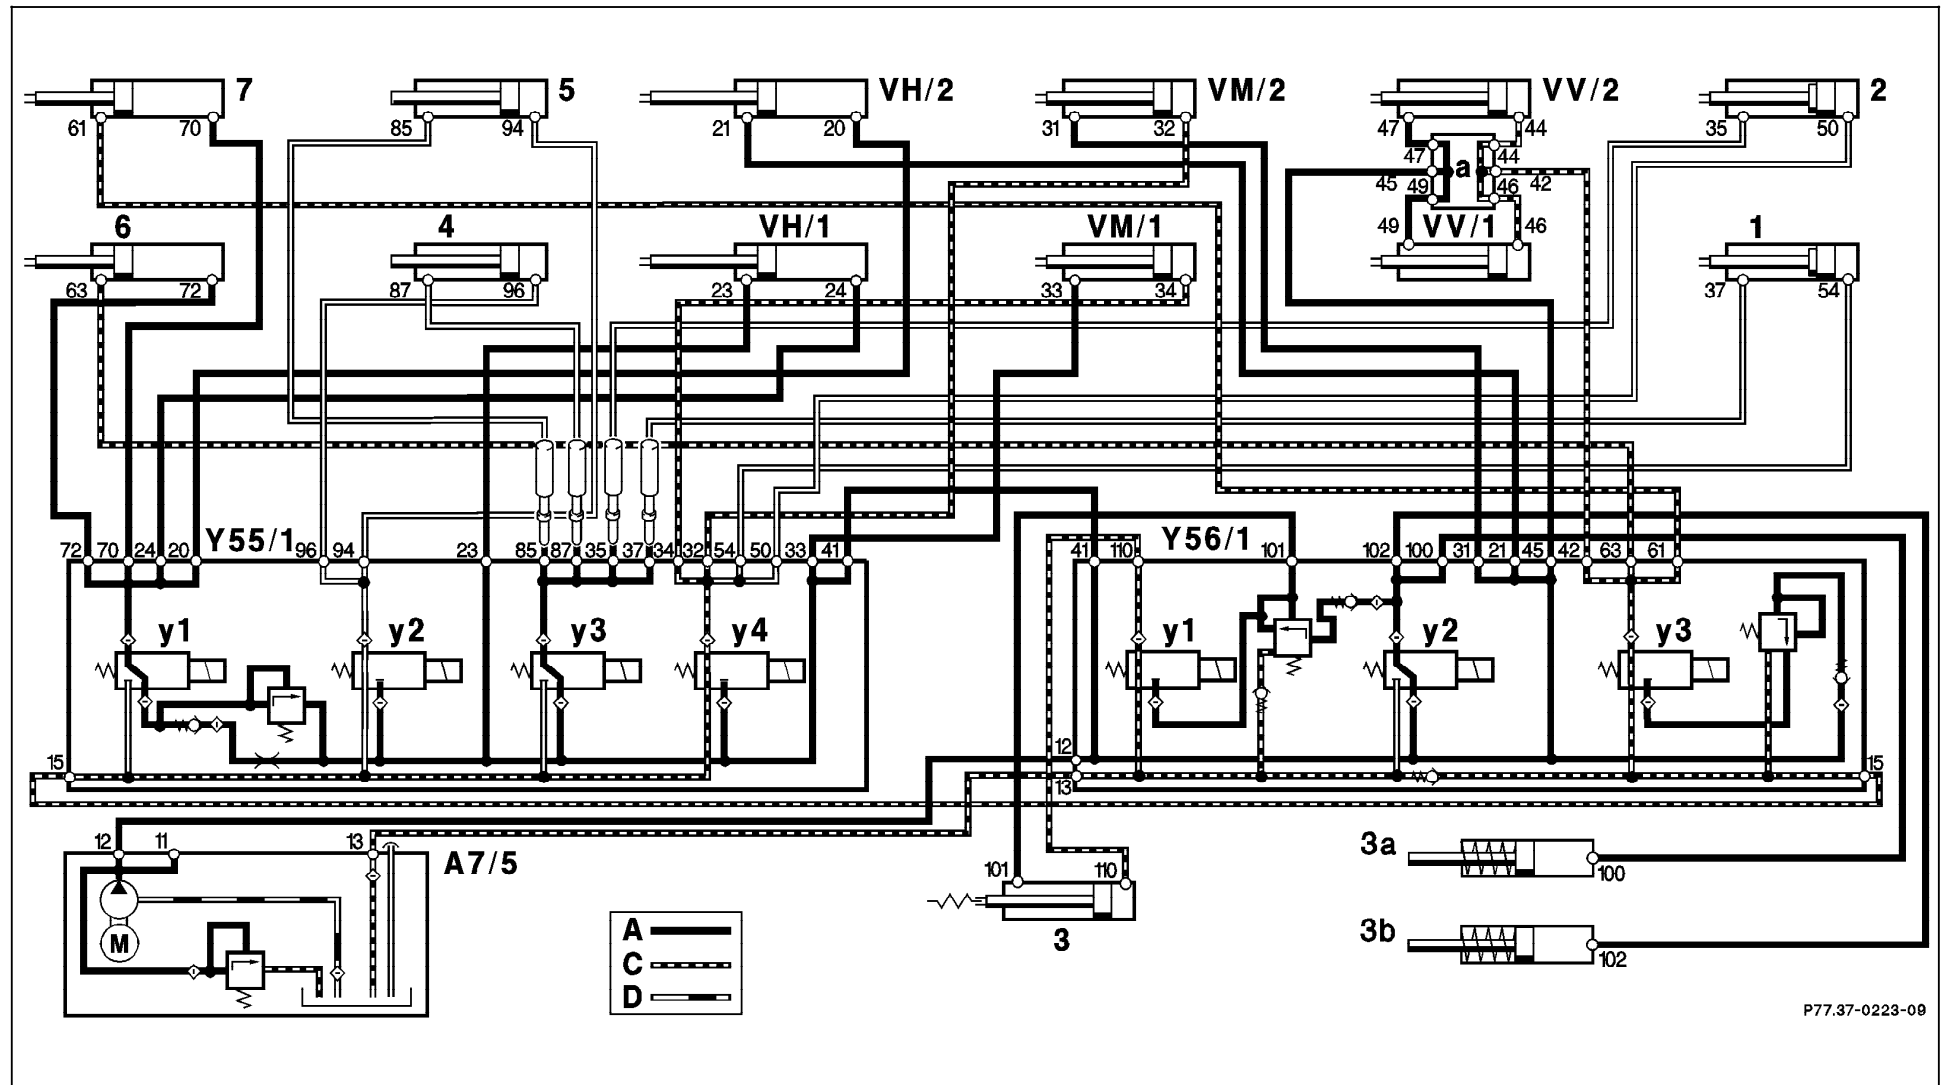 7 5 VH/2 VM/2 VV/2 2
61 70 85 94 21 20 31 32 47 44 35 50
47 a 44
45 49 46 42
6 4 VH/1 VM/1 49 VV/1 46 1
63 72 87 96 23 24 33 34 37 54
72 70 24 20 Y55/1 96 94 23 85 87 35 37 34 32 54 50 33 41 41 110 Y56/1 101 102 100 31 21 45 42 63 61
y1 y2 y3 y4 y1 y2 y3
15 12 15
13
12 11 13 A7/5 3a
101 110 100
M A 3 3b
C 102
D
P77.37-0223-09